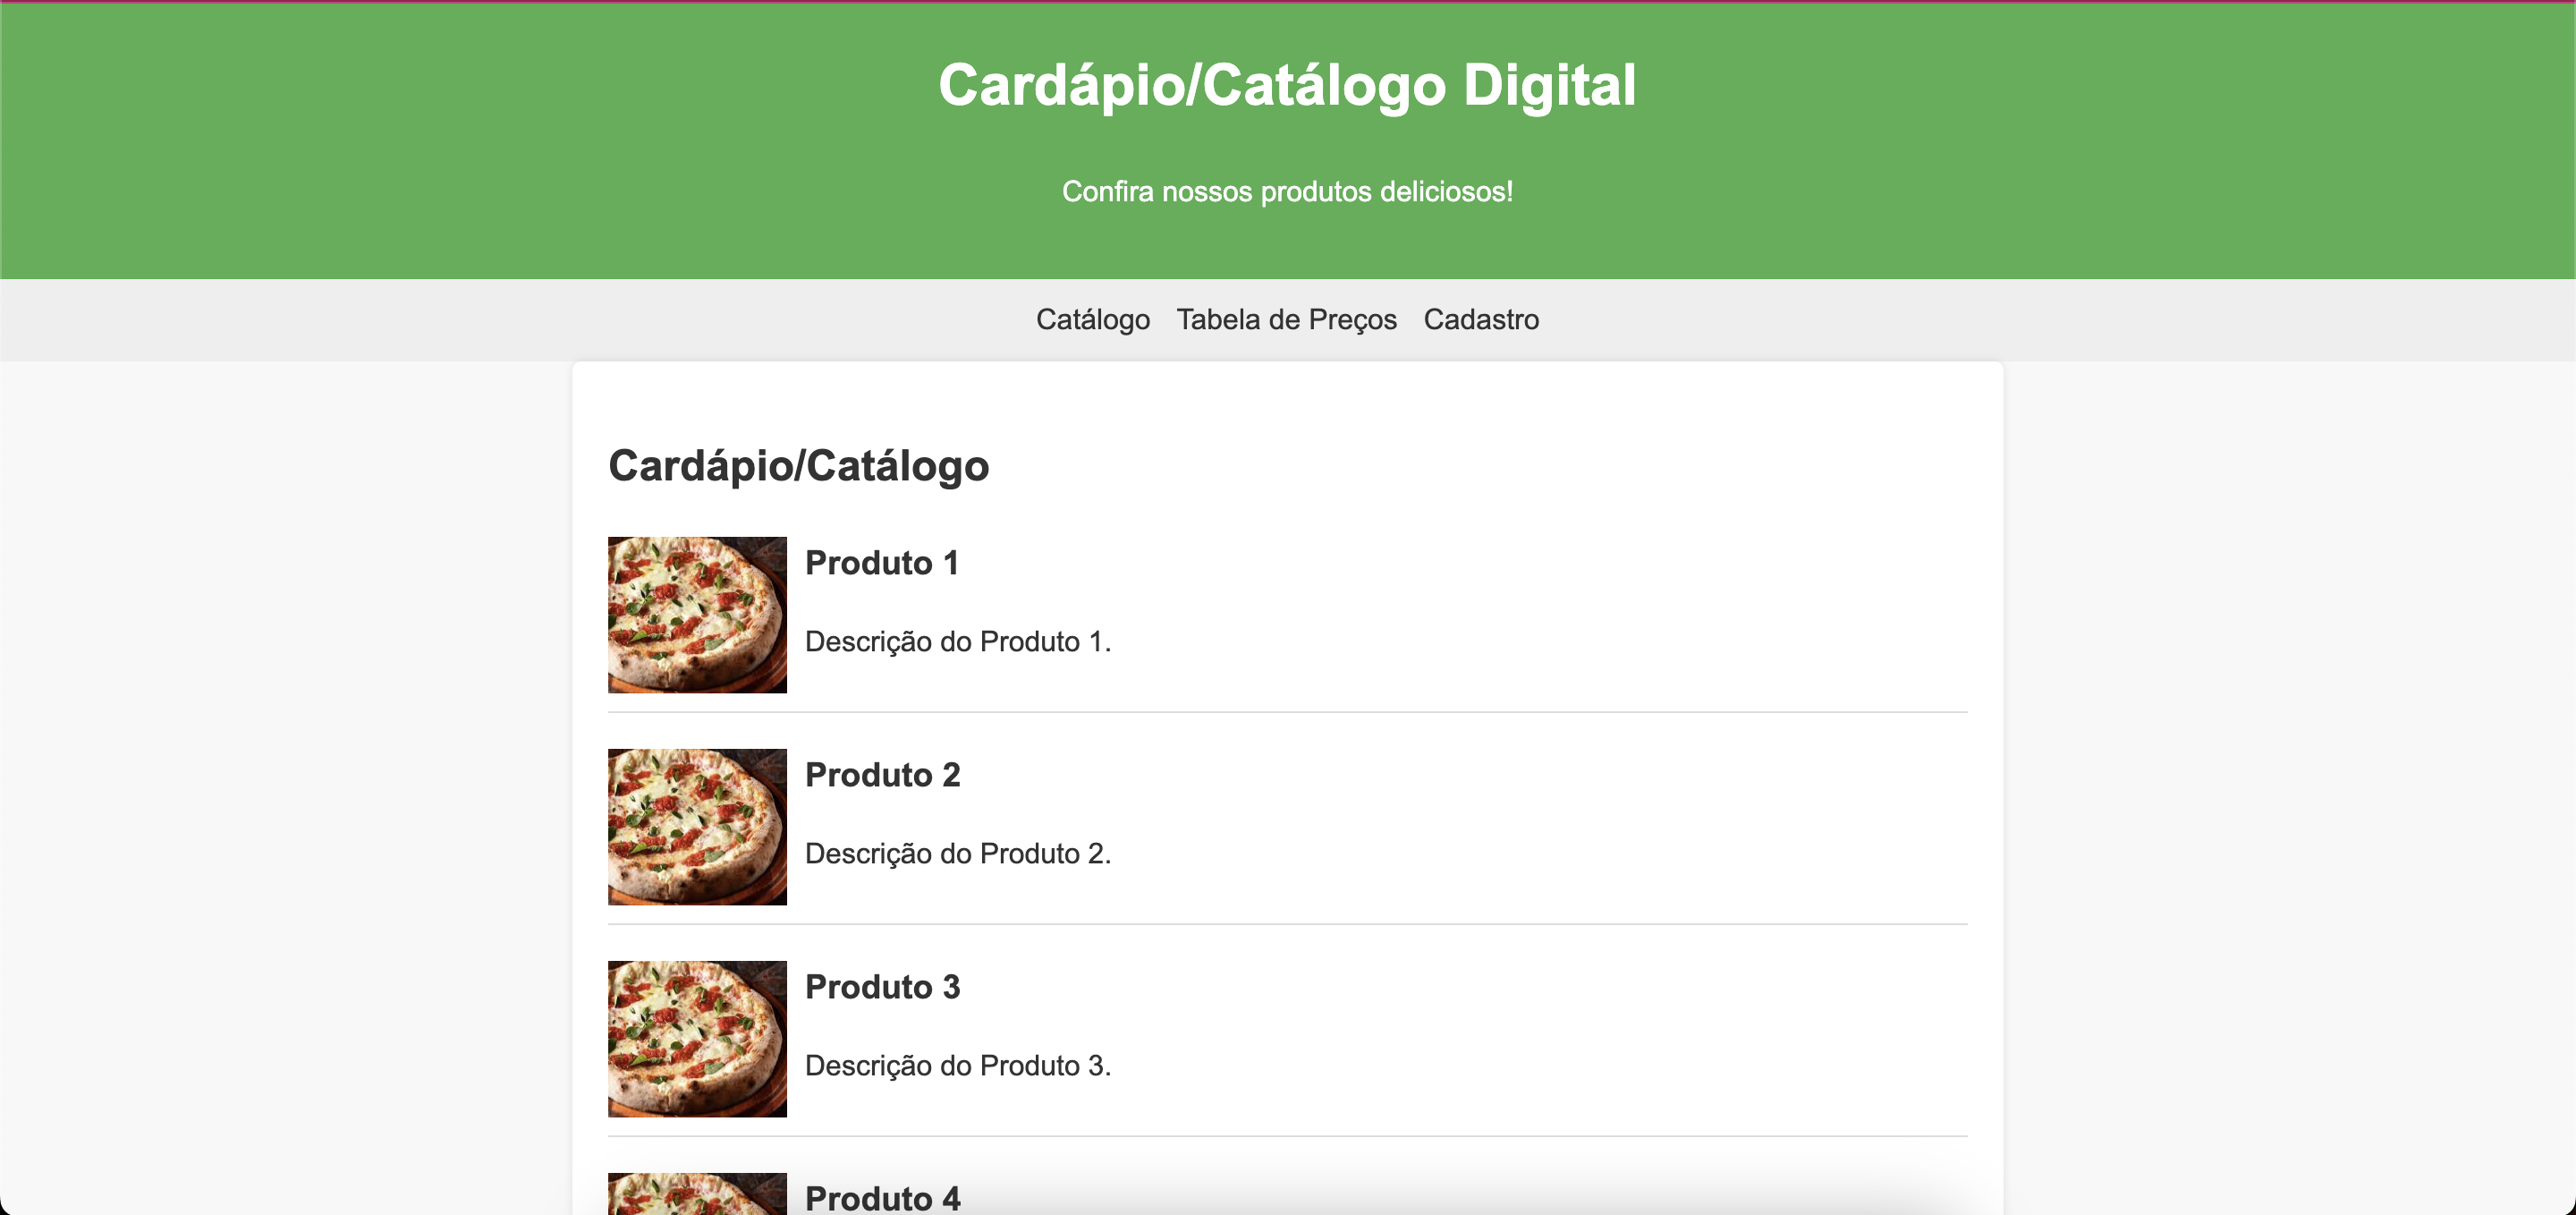 Cardápio/Catálogo Digital
Confira nossos produtos deliciosos!
Catálogo Tabela de Preços Cadastro
Cardápio/Catálogo
Produto 1
Descrição do Produto 1.
Produto 2
Descrição do Produto 2.
Produto 3
Descrição do Produto 3.
Produto 4